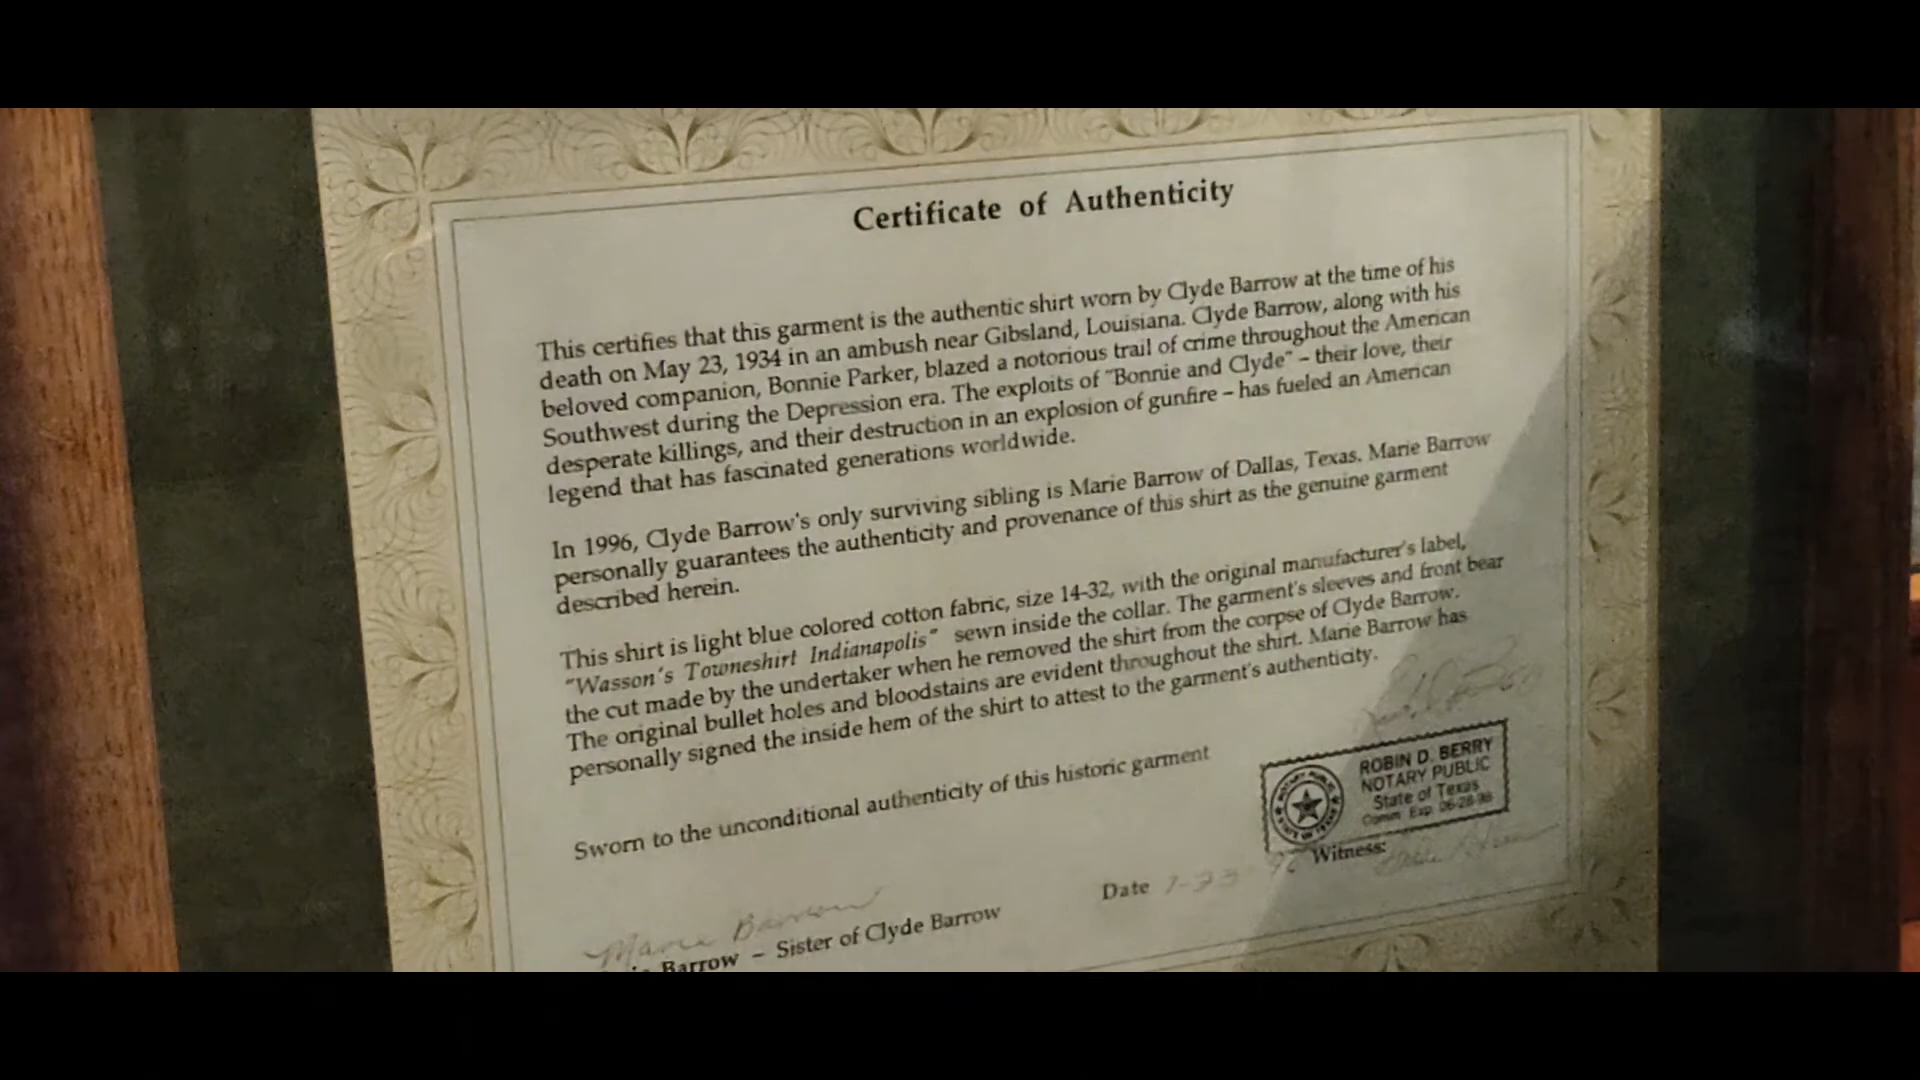 Certificate of Authenticity
This certifies that this garment is the authentic shirt worn by Clyde Barrow at the time of his
death on May 23, 1934 in an ambush near Gibsland, Louisiana. Clyde Barrow, along with his
beloved companion, Bonnie Parker, blazed a notorious trail of crime throughout the American
Southwest during the Depression era. The exploits of "Bonnie and Clyde" – their love, their
desperate killings, and their destruction in an explosion of gunfire – has fueled an American
legend that has fascinated generations worldwide.
In 1996, Clyde Barrow's only surviving sibling is Marie Barrow of Dallas, Texas. Marie Barrow
personally guarantees the authenticity and provenance of this shirt as the genuine garment
described herein.
This shirt is light blue colored cotton fabric, size 14-32, with the original manufacturer's label,
"Wasson's Towneshirt Indianapolis" sewn inside the collar. The garment's sleeves and front bear
the cut made by the undertaker when he removed the shirt from the corpse of Clyde Barrow.
The original bullet holes and bloodstains are evident throughout the shirt. Marie Barrow has
personally signed the inside hem of the shirt to attest to the garment's authenticity.
Sworn to the unconditional authenticity of this historic garment
ROBIN D. BERRY
NOTARY PUBLIC
State of Texas
Comm. Exp. 06-28-98
Witness:
Date
Marie Barrow
Barrow – Sister of Clyde Barrow